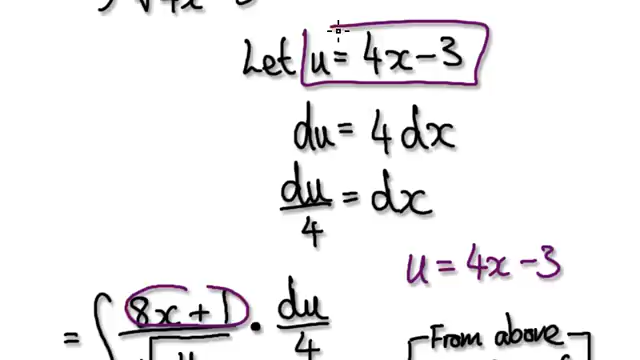 Let u = 4x - 3
du = 4 dx
du/4 = dx
u = 4x - 3
= ∫ (8x + 1)/√u · du/4
From above